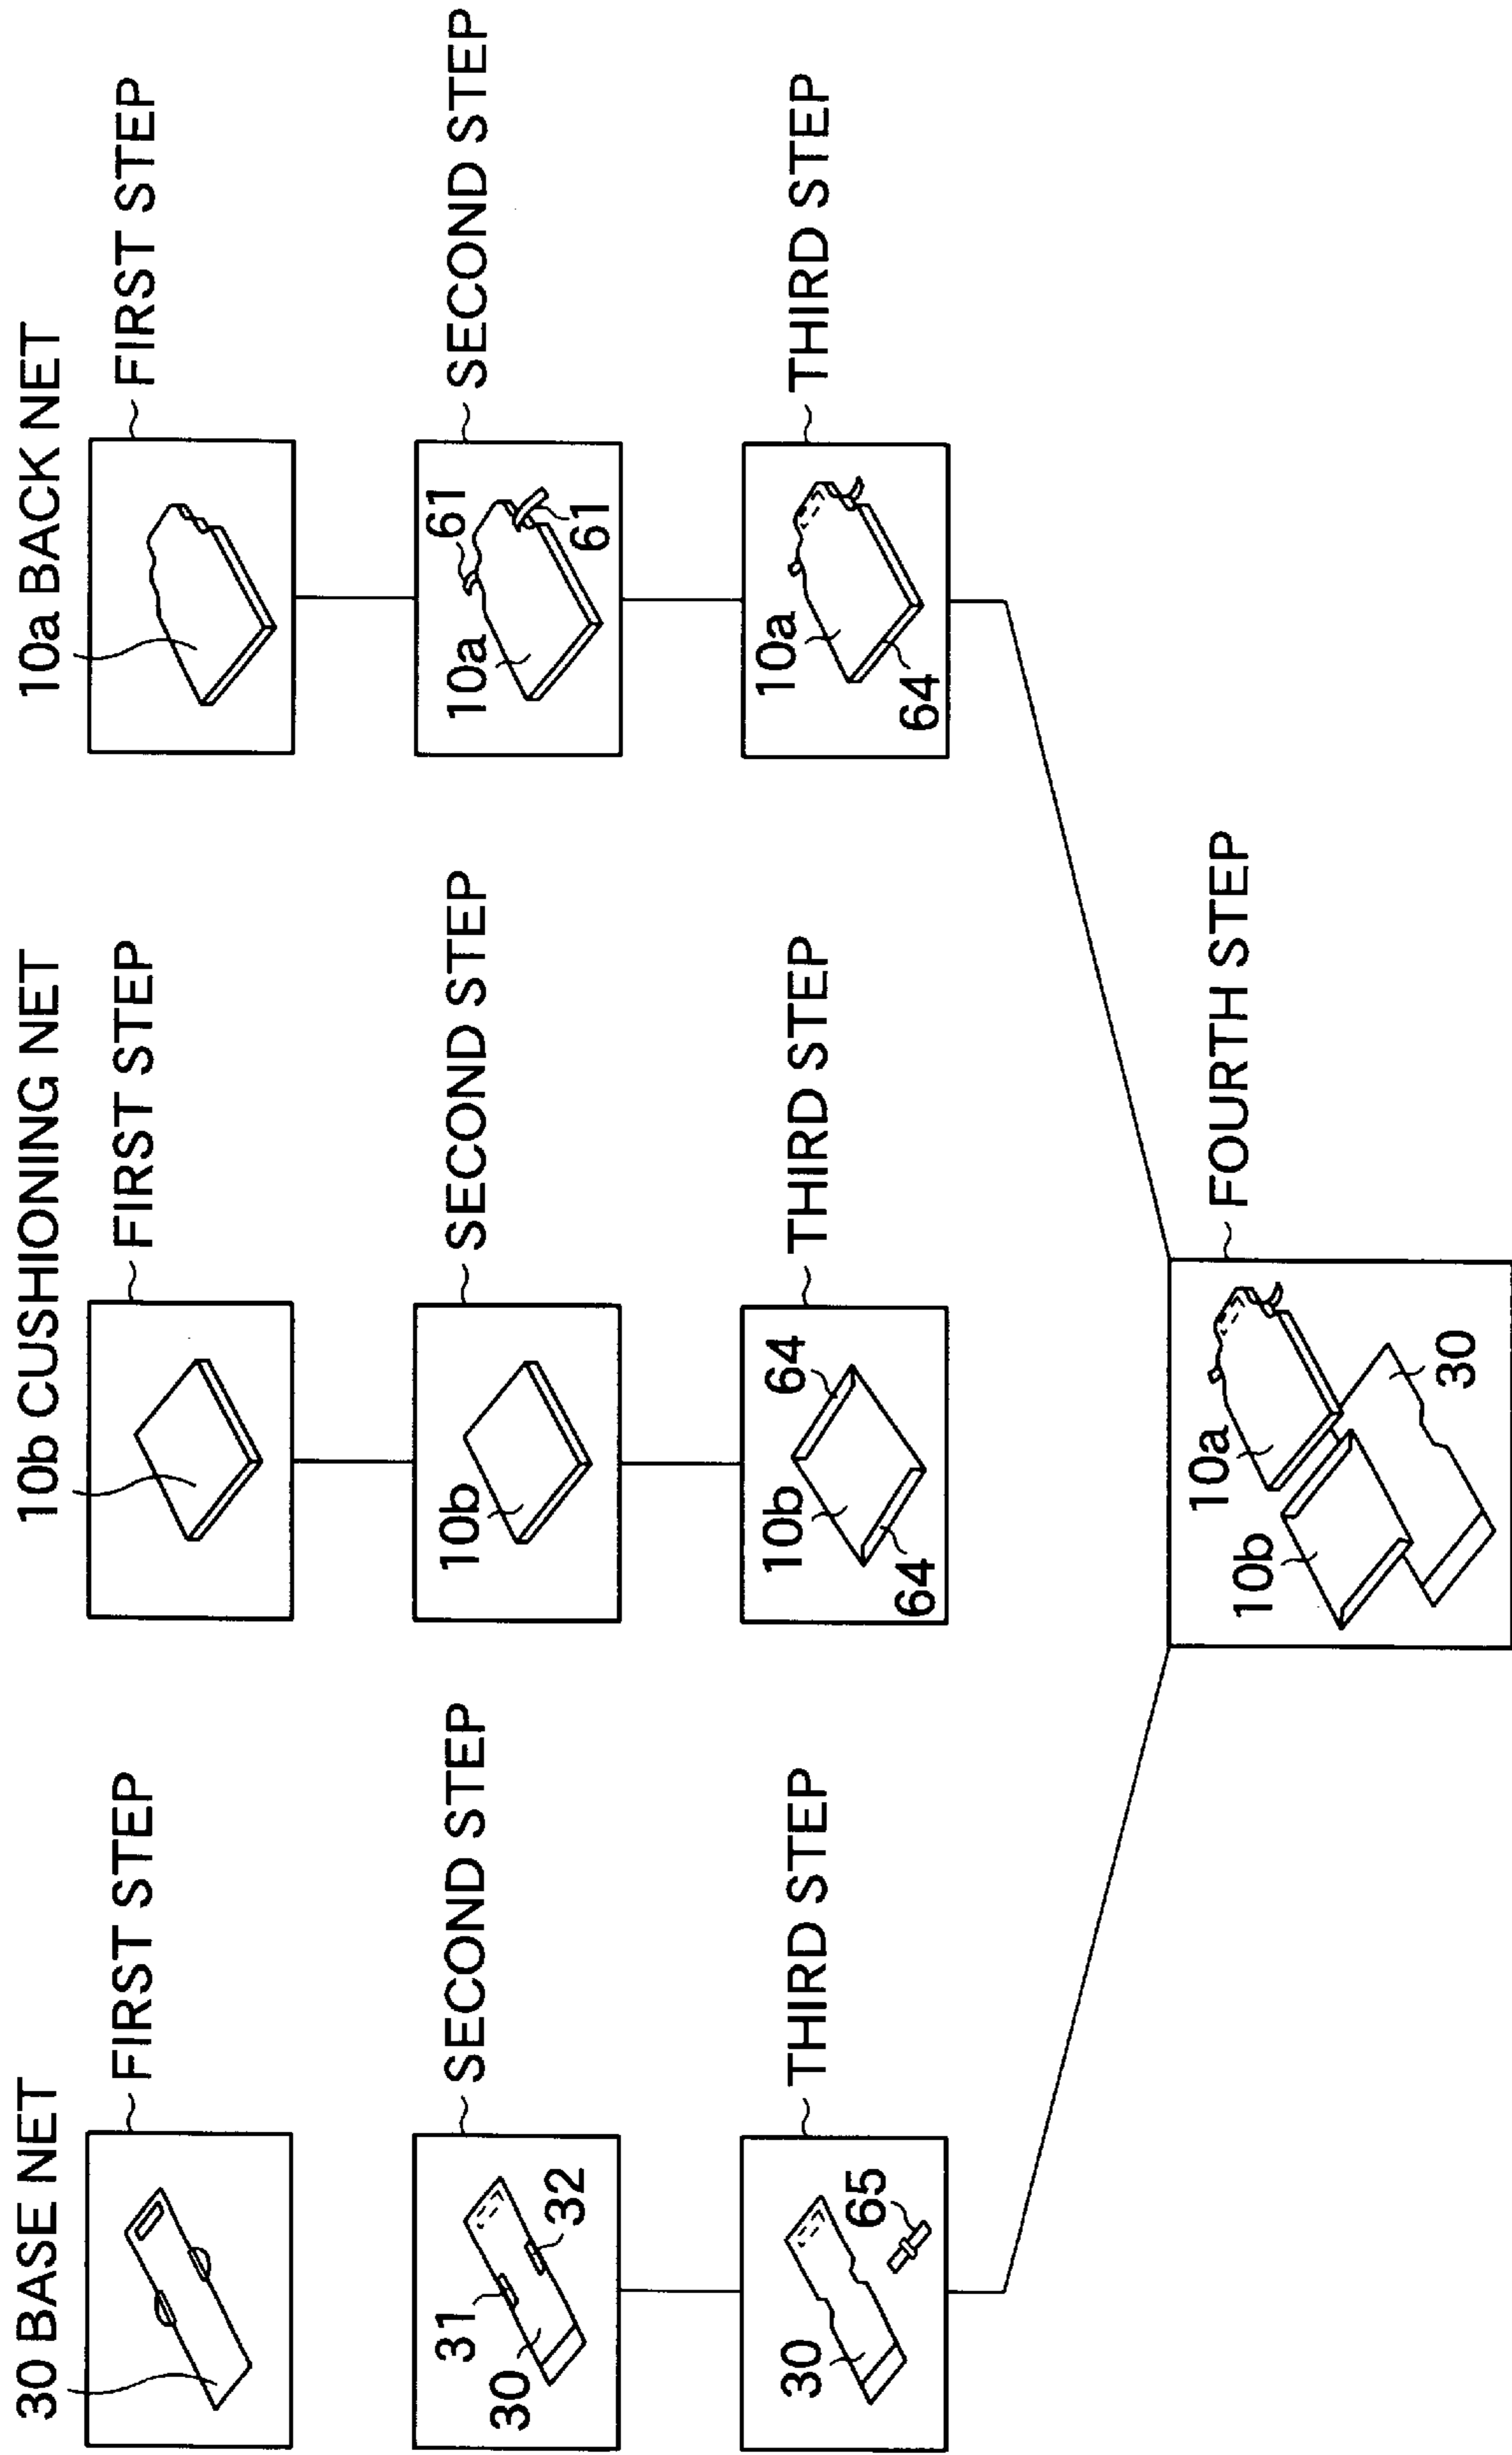 30 BASE NET
FIRST STEP
31
30
32
SECOND STEP
30
65
THIRD STEP
10b CUSHIONING NET
FIRST STEP
10b
SECOND STEP
10b
64
64
THIRD STEP
10a BACK NET
FIRST STEP
61
10a
61
SECOND STEP
10a
64
THIRD STEP
10a
10b
30
FOURTH STEP